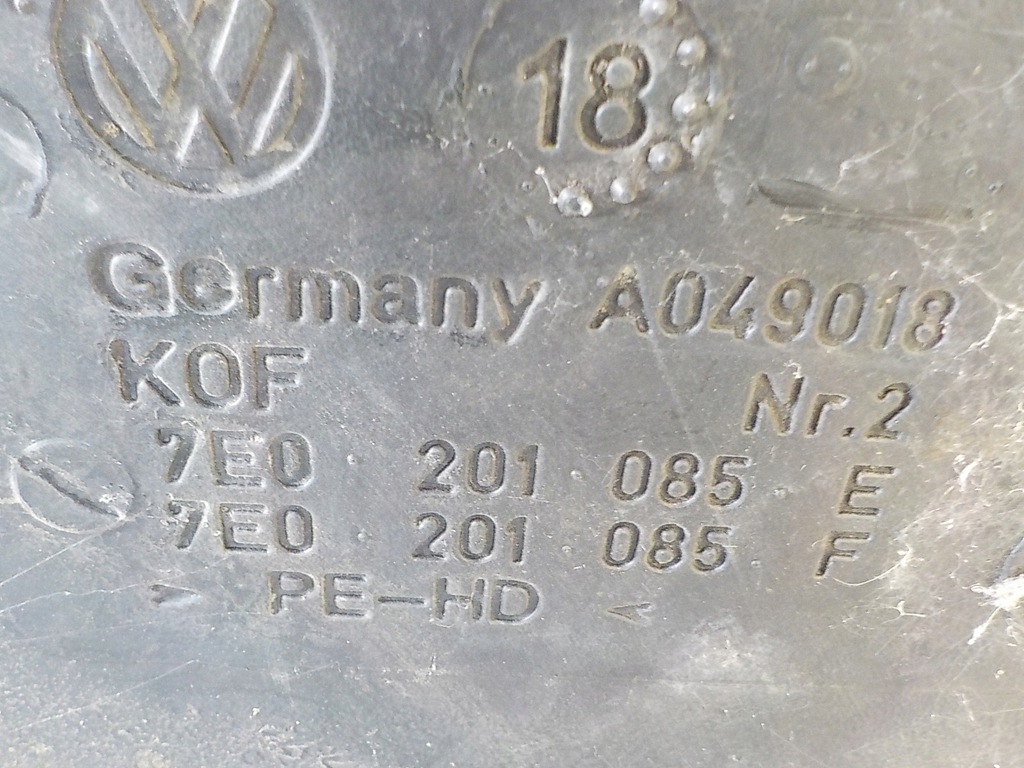 18
Germany A049018
KOF
Nr.2
7E0 201 085 E
7E0 201 085 F
> PE-HD <